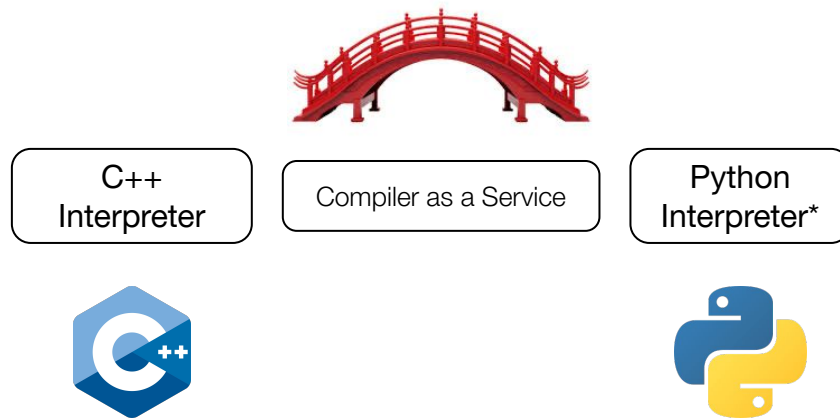 C++
Interpreter
Compiler as a Service
Python
Interpreter*
C++